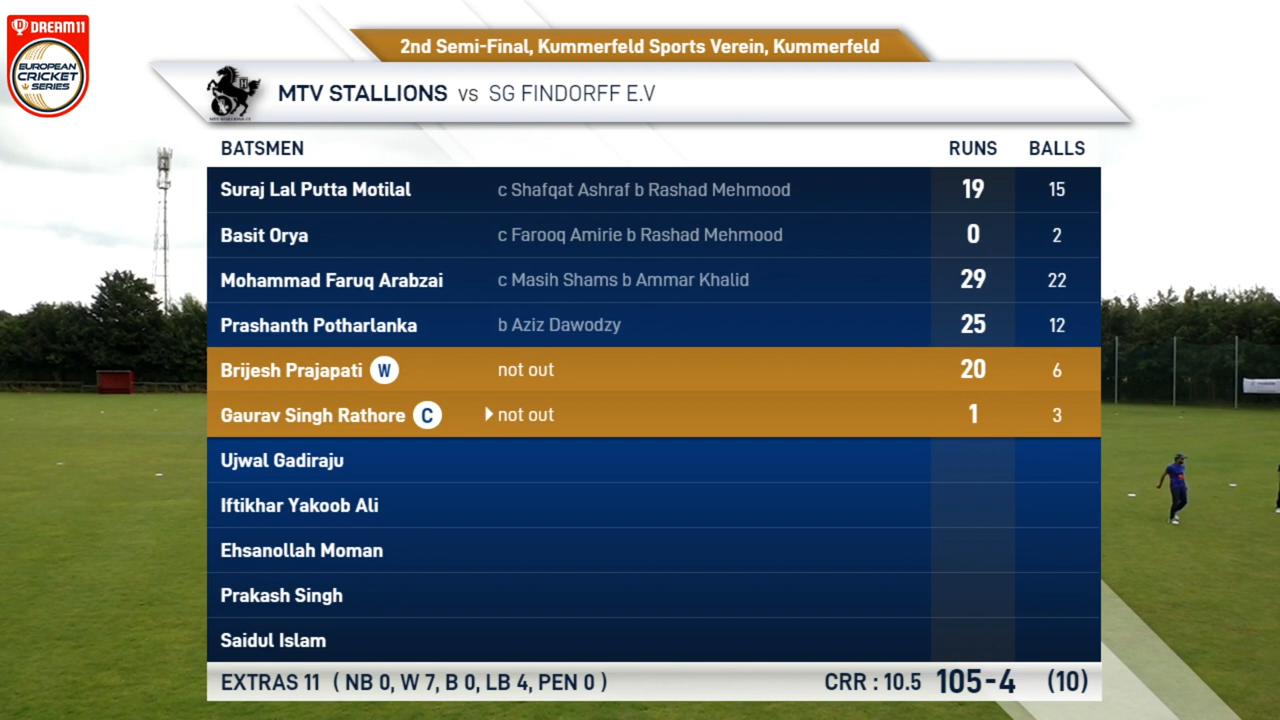 DREAM11
EUROPEAN
CRICKET
SERIES
2nd Semi-Final, Kummerfeld Sports Verein, Kummerfeld
MTV STALLIONS vs SG FINDORFF E.V
BATSMEN RUNS BALLS
Suraj Lal Putta Motilal c Shafqat Ashraf b Rashad Mehmood 19 15
Basit Orya c Farooq Amirie b Rashad Mehmood 0 2
Mohammad Faruq Arabzai c Masih Shams b Ammar Khalid 29 22
Prashanth Potharlanka b Aziz Dawodzy 25 12
Brijesh Prajapati W not out 20 6
Gaurav Singh Rathore C not out 1 3
Ujwal Gadiraju
Iftikhar Yakoob Ali
Ehsanollah Moman
Prakash Singh
Saidul Islam
EXTRAS 11 ( NB 0, W 7, B 0, LB 4, PEN 0 ) CRR : 10.5 105-4 (10)